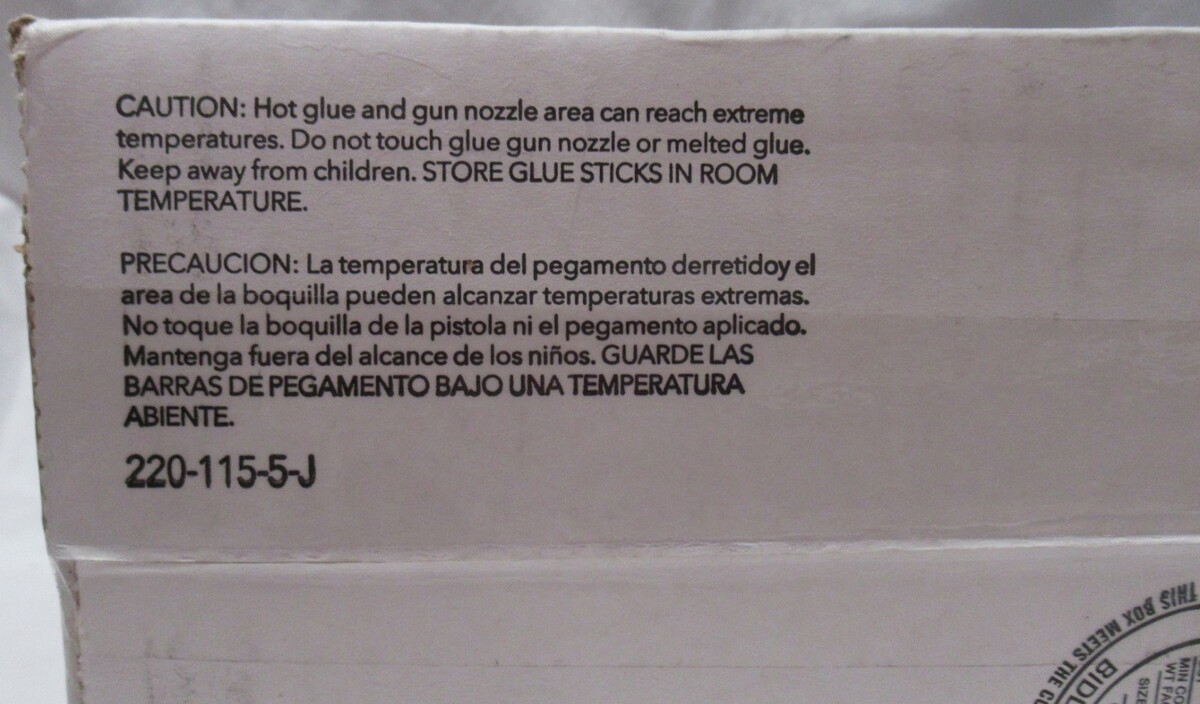 CAUTION: Hot glue and gun nozzle area can reach extreme
temperatures. Do not touch glue gun nozzle or melted glue.
Keep away from children. STORE GLUE STICKS IN ROOM
TEMPERATURE.
PRECAUCION: La temperatura del pegamento derretidoy el
area de la boquilla pueden alcanzar temperaturas extremas.
No toque la boquilla de la pistola ni el pegamento aplicado.
Mantenga fuera del alcance de los niños. GUARDE LAS
BARRAS DE PEGAMENTO BAJO UNA TEMPERATURA
ABIENTE.
220-115-5-J
THIS BOX MEETS THE
MIN
WT
SIZE